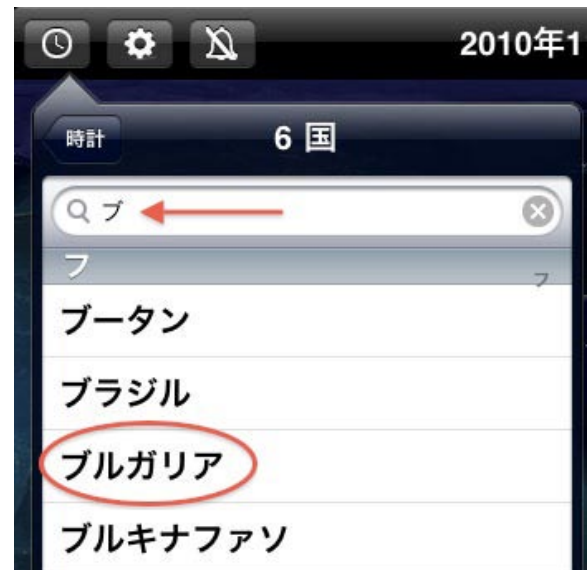 2010年1
時計
6 国
ブ
フ
フ
ブータン
ブラジル
ブルガリア
ブルキナファソ